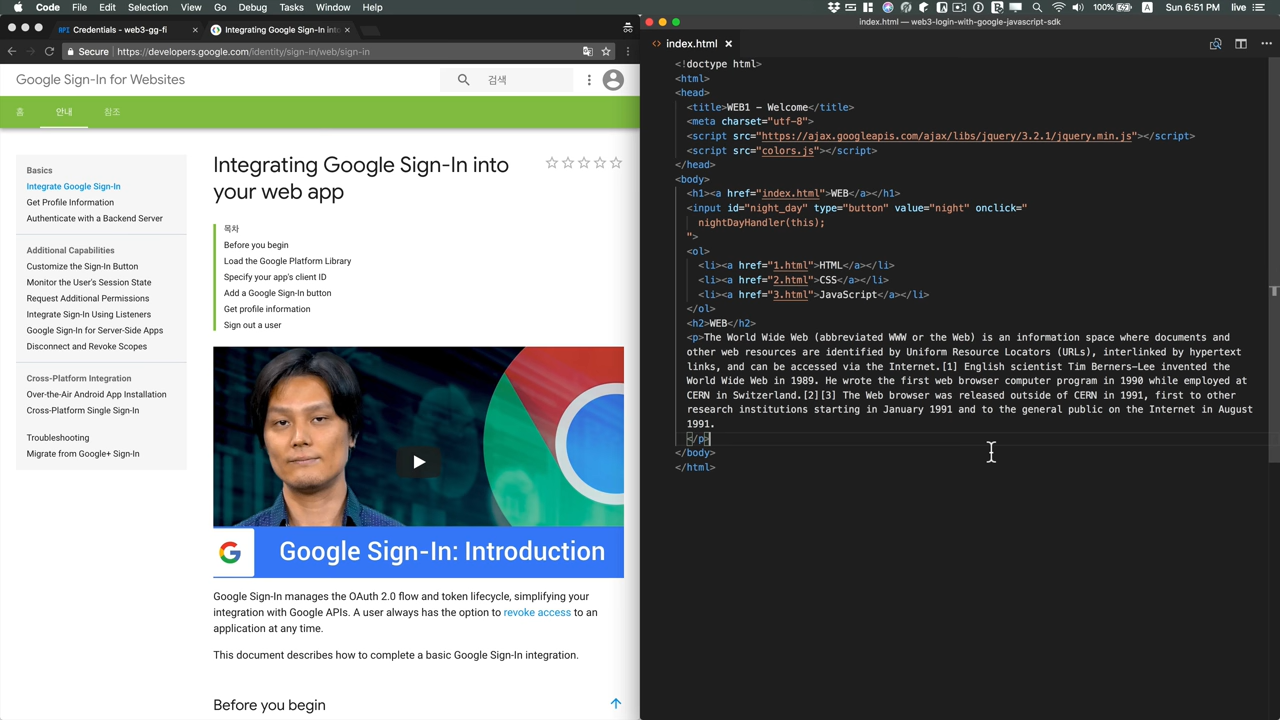 Code File Edit Selection View Go Debug Tasks Window Help
100% Sun 6:51 PM live
API Credentials - web3-gg-fi × Integrating Google Sign-In into ×
Secure https://developers.google.com/identity/sign-in/web/sign-in
Google Sign-In for Websites
검색
홈 안내 참조
Basics
Integrate Google Sign-In
Get Profile Information
Authenticate with a Backend Server
Additional Capabilities
Customize the Sign-In Button
Monitor the User's Session State
Request Additional Permissions
Integrate Sign-In Using Listeners
Google Sign-In for Server-Side Apps
Disconnect and Revoke Scopes
Cross-Platform Integration
Over-the-Air Android App Installation
Cross-Platform Single Sign-In
Troubleshooting
Migrate from Google+ Sign-In
Integrating Google Sign-In into
your web app
목차
Before you begin
Load the Google Platform Library
Specify your app's client ID
Add a Google Sign-In button
Get profile information
Sign out a user
Google Sign-In: Introduction
Google Sign-In manages the OAuth 2.0 flow and token lifecycle, simplifying your
integration with Google APIs. A user always has the option to revoke access to an
application at any time.
This document describes how to complete a basic Google Sign-In integration.
Before you begin
index.html — web3-login-with-google-javascript-sdk
index.html ×
<!doctype html>
<html>
<head>
<title>WEB1 - Welcome</title>
<meta charset="utf-8">
<script src="https://ajax.googleapis.com/ajax/libs/jquery/3.2.1/jquery.min.js"></script>
<script src="colors.js"></script>
</head>
<body>
<h1><a href="index.html">WEB</a></h1>
<input id="night_day" type="button" value="night" onclick="
nightDayHandler(this);
">
<ol>
<li><a href="1.html">HTML</a></li>
<li><a href="2.html">CSS</a></li>
<li><a href="3.html">JavaScript</a></li>
</ol>
<h2>WEB</h2>
<p>The World Wide Web (abbreviated WWW or the Web) is an information space where documents and
other web resources are identified by Uniform Resource Locators (URLs), interlinked by hypertext
links, and can be accessed via the Internet.[1] English scientist Tim Berners-Lee invented the
World Wide Web in 1989. He wrote the first web browser computer program in 1990 while employed at
CERN in Switzerland.[2][3] The Web browser was released outside of CERN in 1991, first to other
research institutions starting in January 1991 and to the general public on the Internet in August
1991.
</p>
</body>
</html>